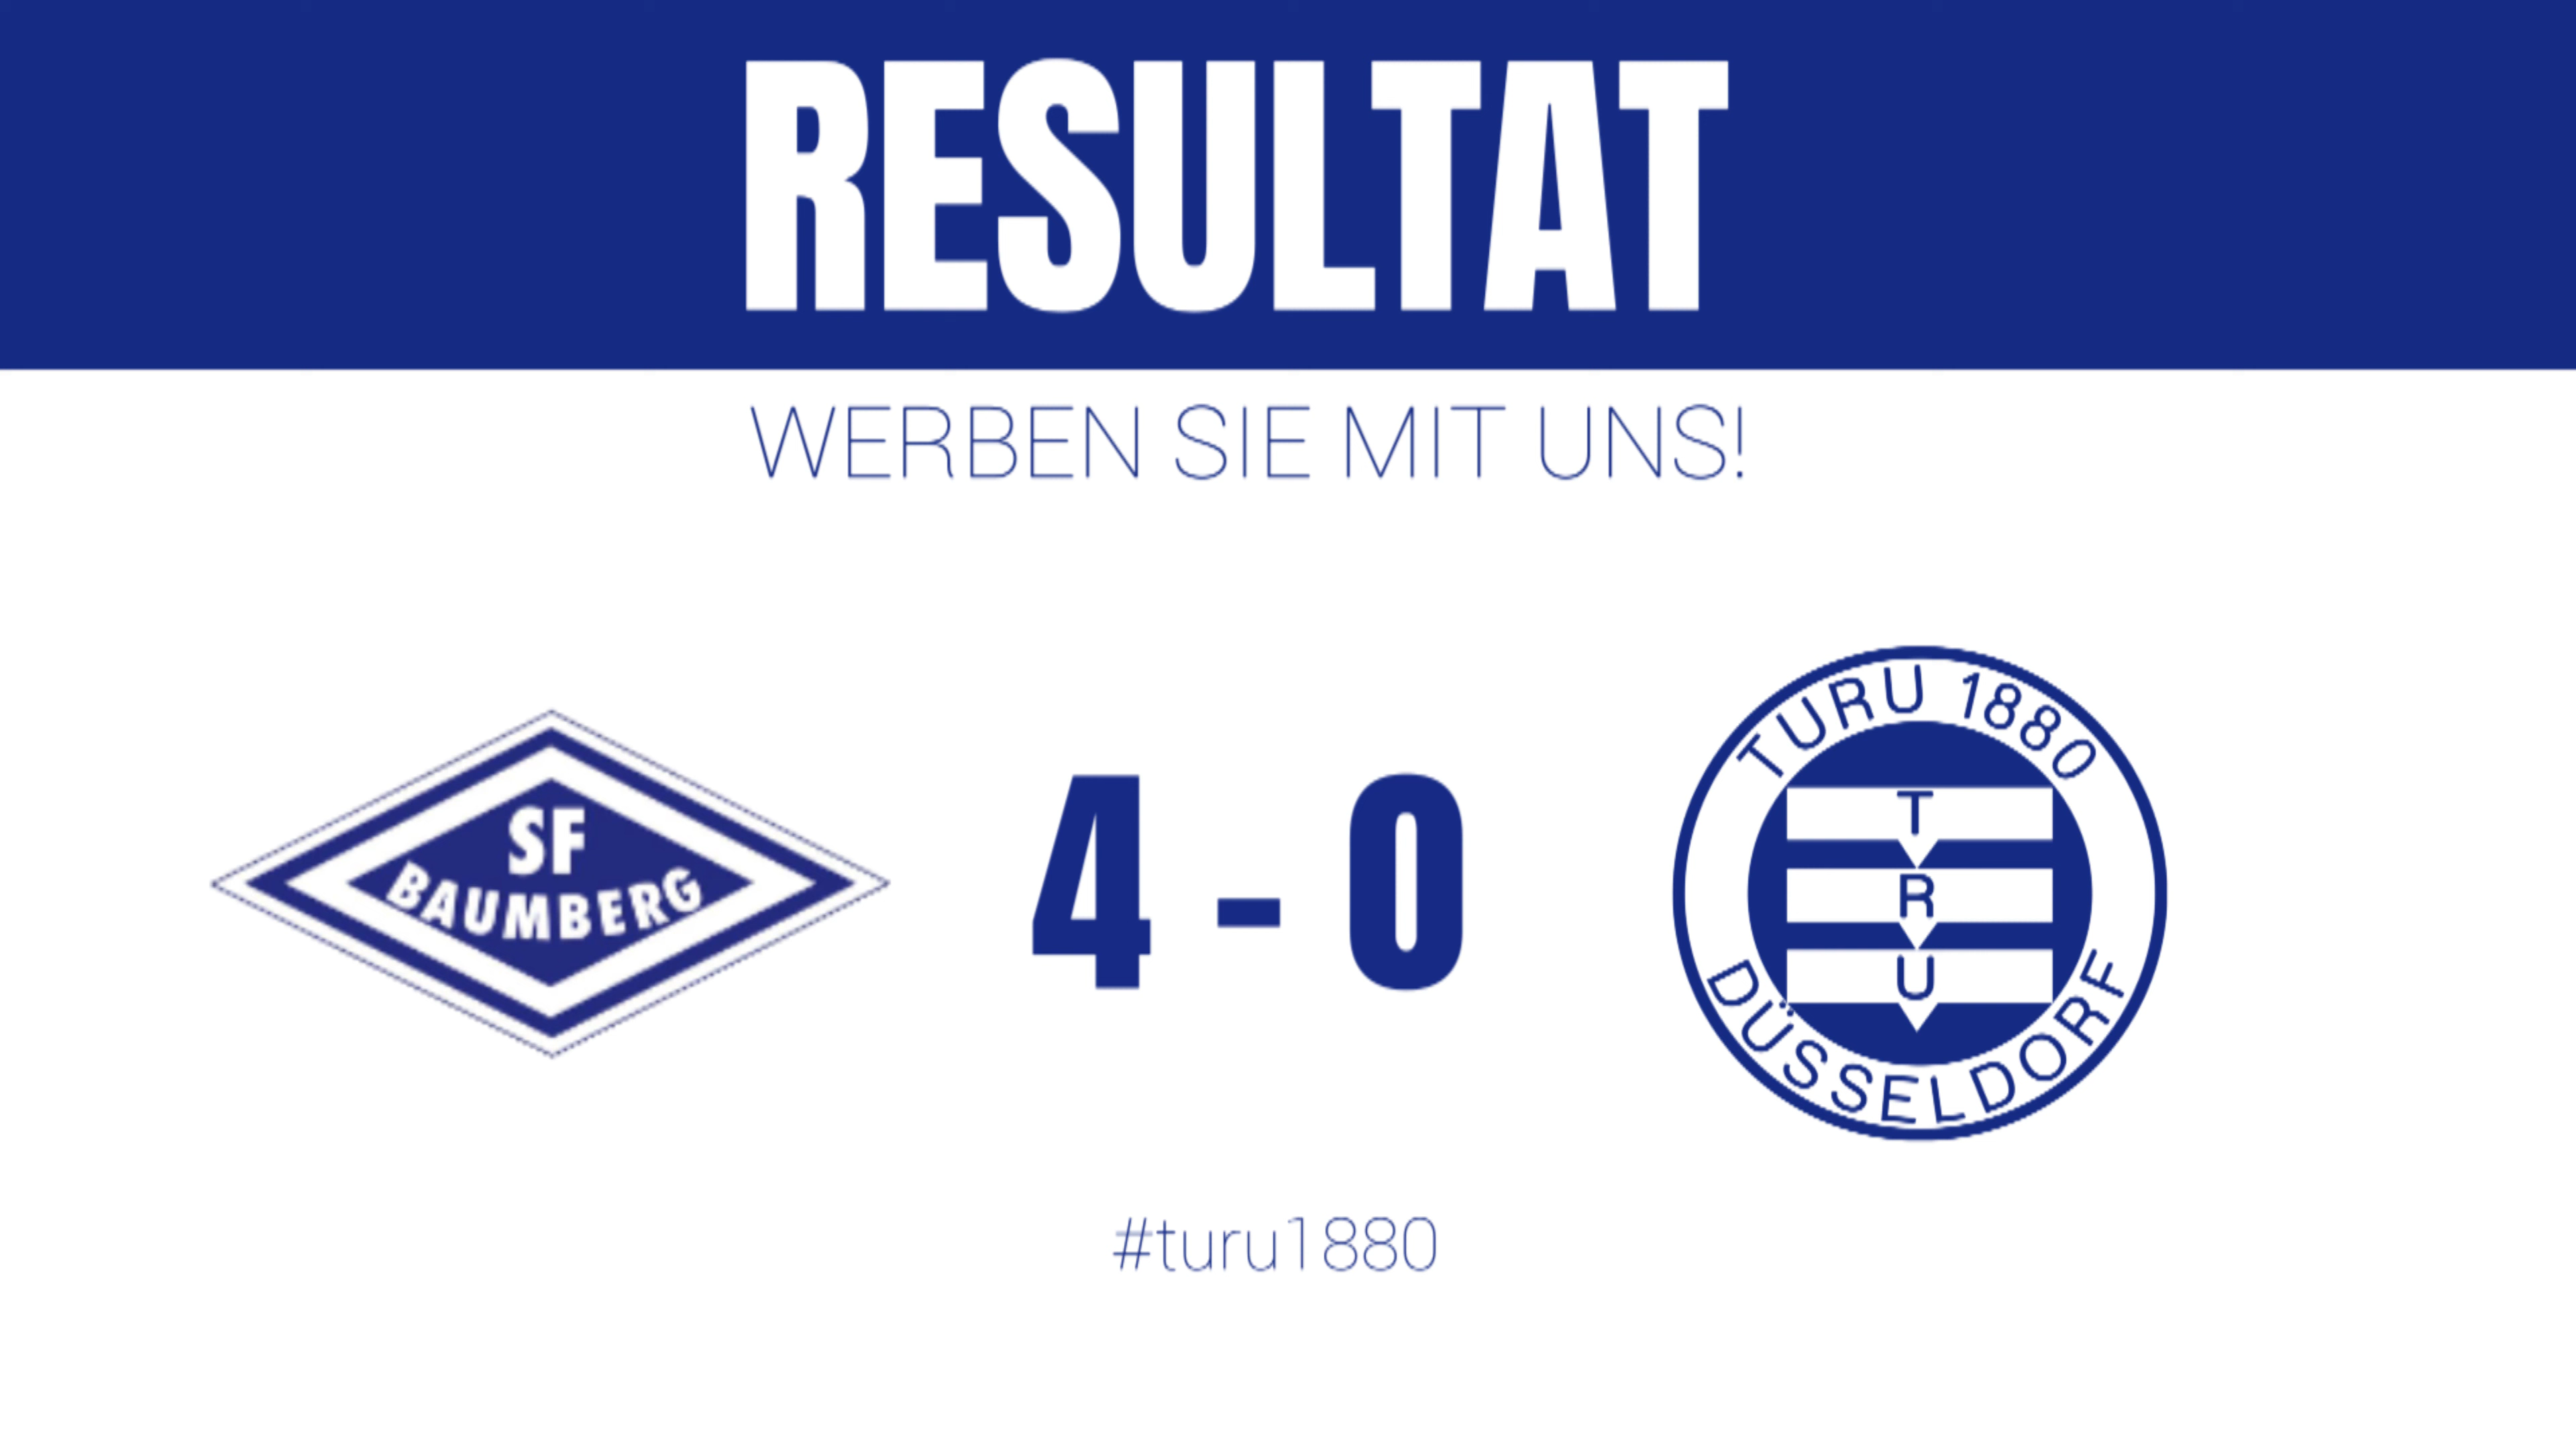 RESULTAT
WERBEN SIE MIT UNS!
SF
BAUMBERG
4 - 0
TURU 1880
T
R
U
DÜSSELDORF
#turu1880